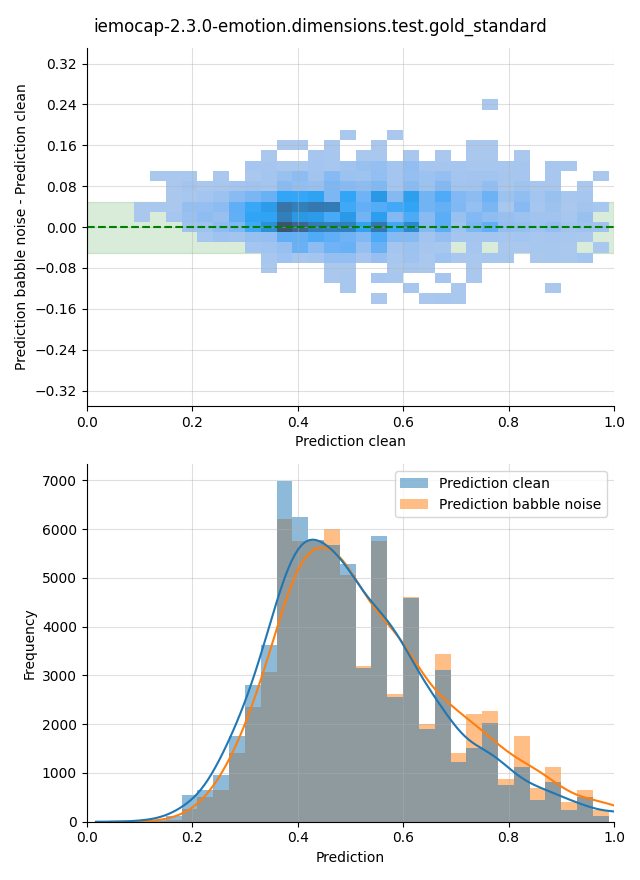 iemocap-2.3.0-emotion.dimensions.test.gold_standard
Prediction babble noise - Prediction clean
0.32
0.24
0.16
0.08
0.00
−0.08
−0.16
−0.24
−0.32
0.0 0.2 0.4 0.6 0.8 1.0
Prediction clean
Prediction clean
Prediction babble noise
Frequency
7000
6000
5000
4000
3000
2000
1000
0
0.0 0.2 0.4 0.6 0.8 1.0
Prediction